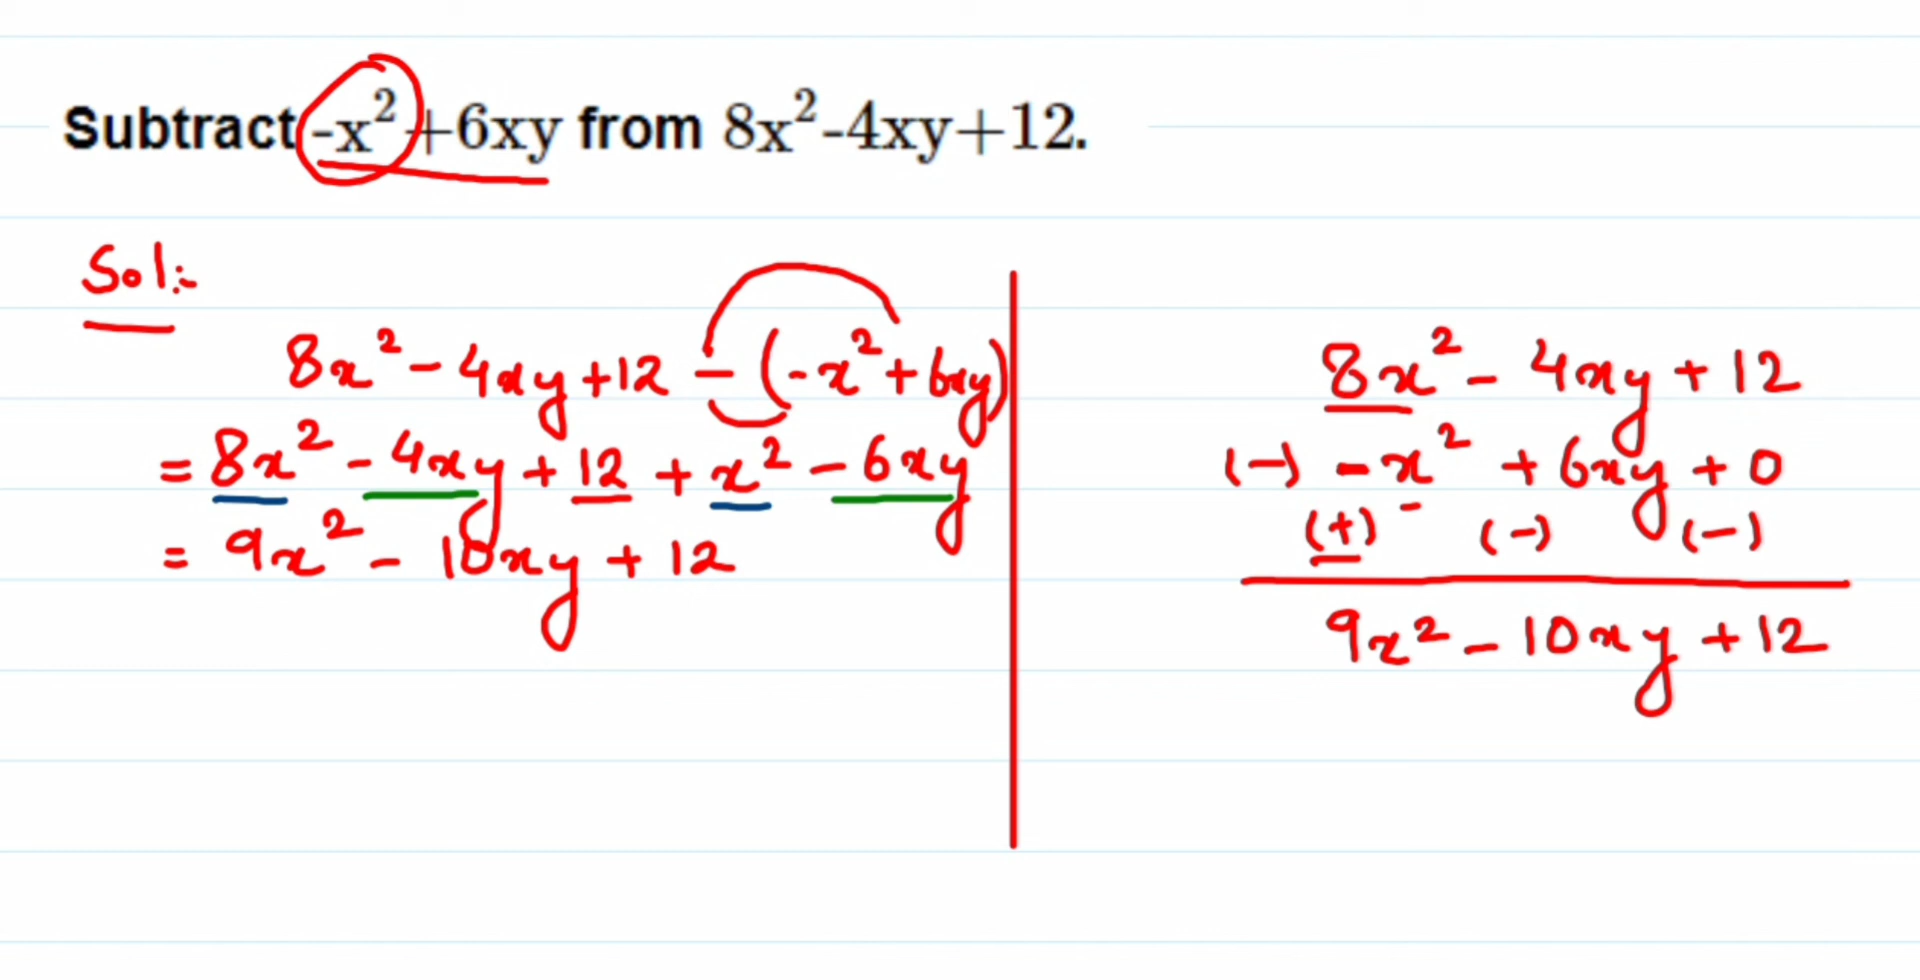 Subtract -x²+6xy from 8x²-4xy+12.
Sol:-
8x² - 4xy + 12 - (-x² + 6xy)
= 8x² - 4xy + 12 + x² - 6xy
= 9x² - 10xy + 12
8x² - 4xy + 12
(-) -x² + 6xy + 0
(+) - (-) (-)
9x² - 10xy + 12